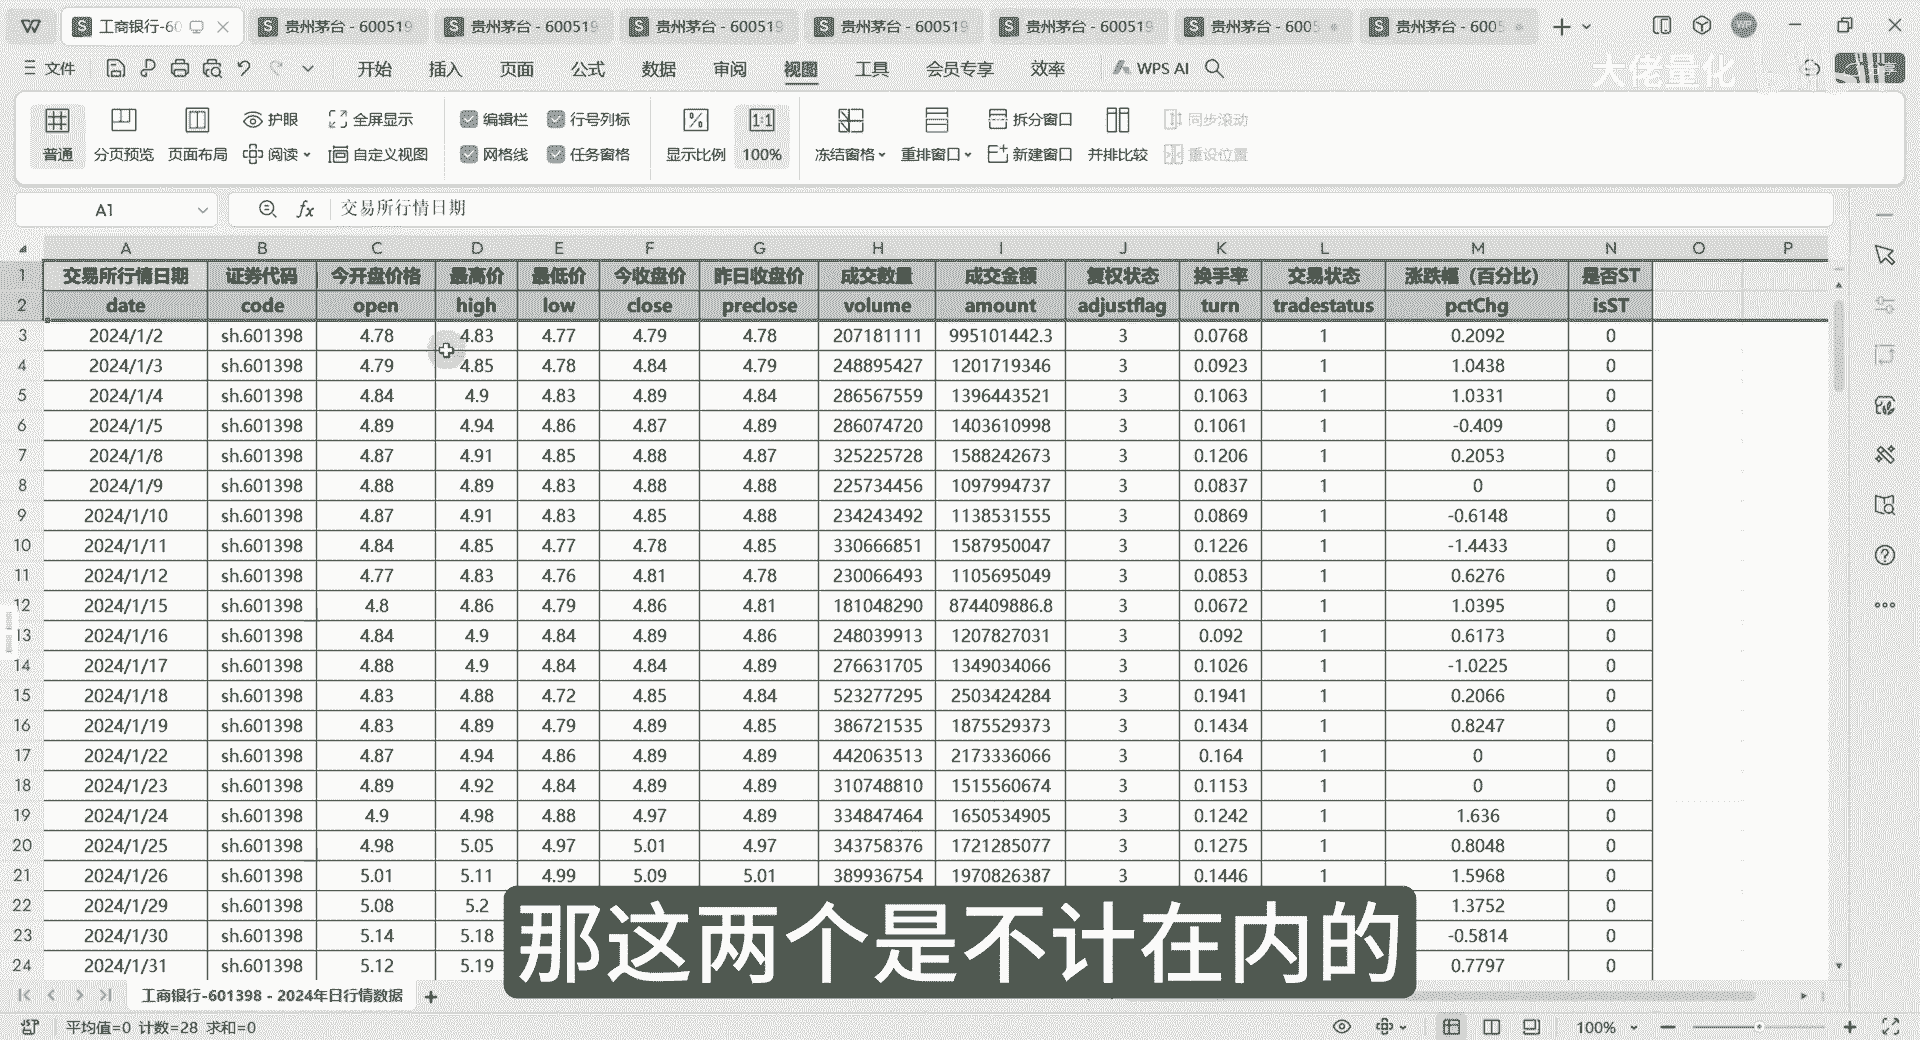 工商银行-60 贵州茅台 - 600519 贵州茅台 - 600519 贵州茅台 - 600519 贵州茅台 - 600519 贵州茅台 - 600519 贵州茅台 - 6005 贵州茅台 - 6005
文件 开始 插入 页面 公式 数据 审阅 视图 工具 会员专享 效率 WPS AI
大佬量化
护眼 全屏显示 编辑栏 行号列标 1:1 拆分窗口 同步滚动
普通 分页预览 页面布局 阅读 自定义视图 网格线 任务窗格 显示比例 100% 冻结窗格 重排窗口 新建窗口 并排比较 重设位置
A1 fx 交易所行情日期
A B C D E F G H I J K L M N O P
1 交易所行情日期 证券代码 今开盘价格 最高价 最低价 今收盘价 昨日收盘价 成交数量 成交金额 复权状态 换手率 交易状态 涨跌幅（百分比） 是否ST
2 date code open high low close preclose volume amount adjustflag turn tradestatus pctChg isST
3 2024/1/2 sh.601398 4.78 4.83 4.77 4.79 4.78 207181111 995101442.3 3 0.0768 1 0.2092 0
4 2024/1/3 sh.601398 4.79 4.85 4.78 4.84 4.79 248895427 1201719346 3 0.0923 1 1.0438 0
5 2024/1/4 sh.601398 4.84 4.9 4.83 4.89 4.84 286567559 1396443521 3 0.1063 1 1.0331 0
6 2024/1/5 sh.601398 4.89 4.94 4.86 4.87 4.89 286074720 1403610998 3 0.1061 1 -0.409 0
7 2024/1/8 sh.601398 4.87 4.91 4.85 4.88 4.87 325225728 1588242673 3 0.1206 1 0.2053 0
8 2024/1/9 sh.601398 4.88 4.89 4.83 4.88 4.88 225734456 1097994737 3 0.0837 1 0 0
9 2024/1/10 sh.601398 4.87 4.91 4.83 4.85 4.88 234243492 1138531555 3 0.0869 1 -0.6148 0
10 2024/1/11 sh.601398 4.84 4.85 4.77 4.78 4.85 330666851 1587950047 3 0.1226 1 -1.4433 0
11 2024/1/12 sh.601398 4.77 4.83 4.76 4.81 4.78 230066493 1105695049 3 0.0853 1 0.6276 0
12 2024/1/15 sh.601398 4.8 4.86 4.79 4.86 4.81 181048290 874409886.8 3 0.0672 1 1.0395 0
13 2024/1/16 sh.601398 4.84 4.9 4.84 4.89 4.86 248039913 1207827031 3 0.092 1 0.6173 0
14 2024/1/17 sh.601398 4.88 4.9 4.84 4.84 4.89 276631705 1349034066 3 0.1026 1 -1.0225 0
15 2024/1/18 sh.601398 4.83 4.88 4.72 4.85 4.84 523277295 2503424284 3 0.1941 1 0.2066 0
16 2024/1/19 sh.601398 4.83 4.89 4.79 4.89 4.85 386721535 1875529373 3 0.1434 1 0.8247 0
17 2024/1/22 sh.601398 4.87 4.94 4.86 4.89 4.89 442063513 2173336066 3 0.164 1 0 0
18 2024/1/23 sh.601398 4.89 4.92 4.84 4.89 4.89 310748810 1515560674 3 0.1153 1 0 0
19 2024/1/24 sh.601398 4.9 4.98 4.88 4.97 4.89 334847464 1650534905 3 0.1242 1 1.636 0
20 2024/1/25 sh.601398 4.98 5.05 4.97 5.01 4.97 343758376 1721285077 3 0.1275 1 0.8048 0
21 2024/1/26 sh.601398 5.01 5.11 4.99 5.09 5.01 389936754 1970826387 3 0.1446 1 1.5968 0
22 2024/1/29 sh.601398 5.08 5.2 1.3752 0
23 2024/1/30 sh.601398 5.14 5.18 -0.5814 0
24 2024/1/31 sh.601398 5.12 5.19 0.7797 0
那这两个是不计在内的
工商银行-601398 - 2024年日行情数据
平均值=0 计数=28 求和=0 100%